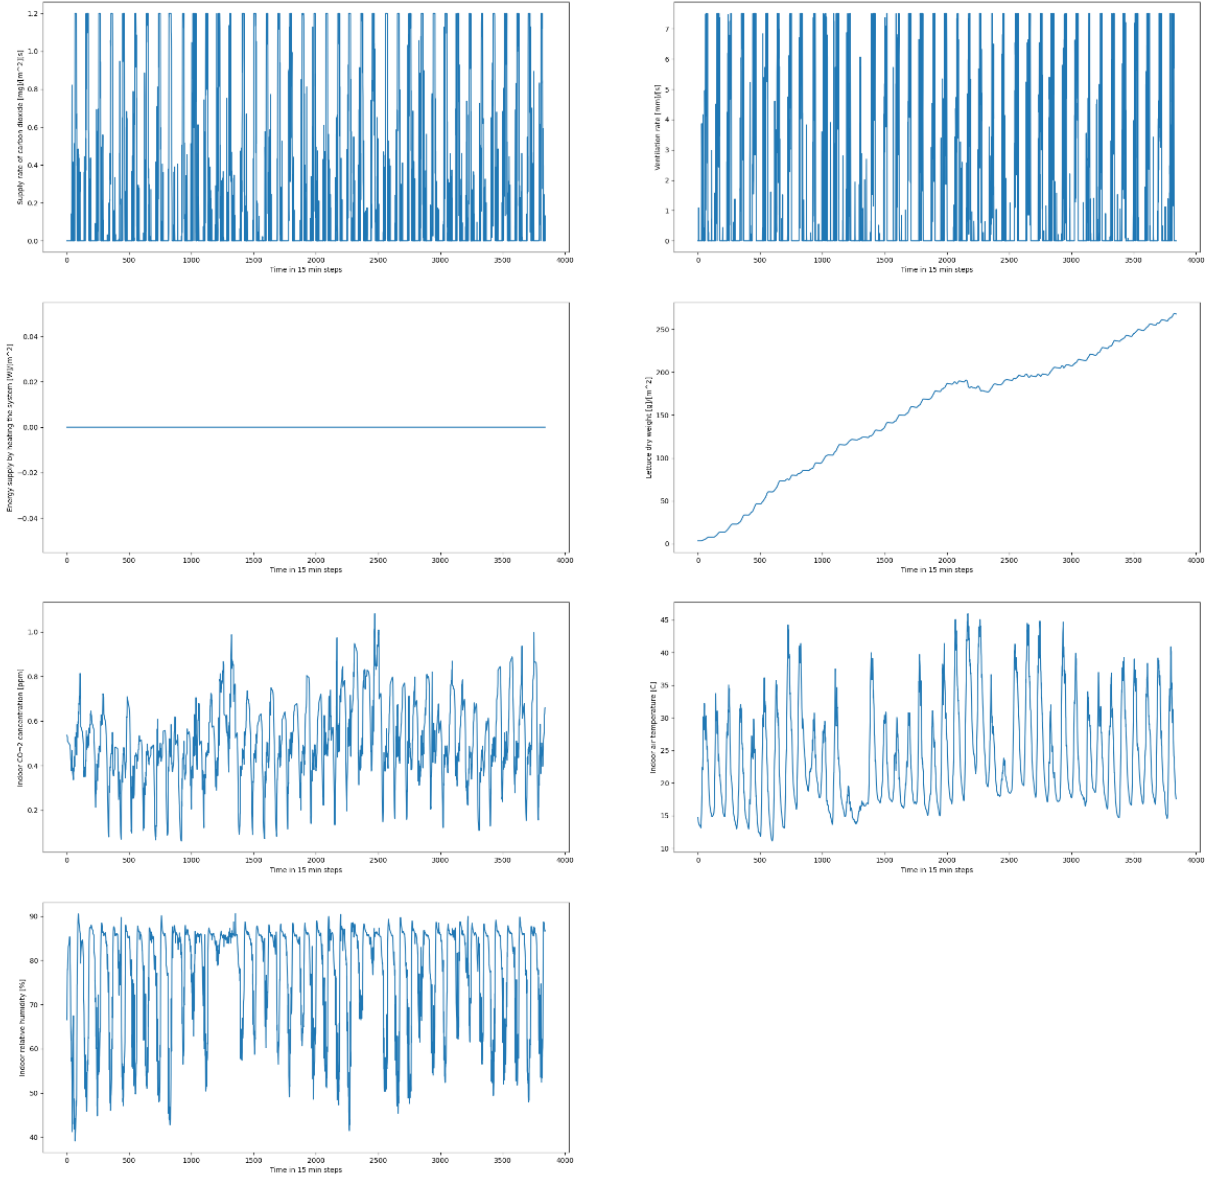 Supply rate of carbon dioxide [mg]/[m^2][s]
1.2
1.0
0.8
0.6
0.4
0.2
0.0
0 500 1000 1500 2000 2500 3000 3500 4000
Time in 15 min steps
Ventilation rate [mm]/[s]
7
6
5
4
3
2
1
0
0 500 1000 1500 2000 2500 3000 3500 4000
Time in 15 min steps
Energy supply by heating the system [W]/[m^2]
0.04
0.02
0.00
−0.02
−0.04
0 500 1000 1500 2000 2500 3000 3500 4000
Time in 15 min steps
Lettuce dry weight [g]/[m^2]
250
200
150
100
50
0
0 500 1000 1500 2000 2500 3000 3500 4000
Time in 15 min steps
Indoor CO-2 concentration [ppm]
1.0
0.8
0.6
0.4
0.2
0 500 1000 1500 2000 2500 3000 3500 4000
Time in 15 min steps
Indoor air temperature [C]
45
40
35
30
25
20
15
10
0 500 1000 1500 2000 2500 3000 3500 4000
Time in 15 min steps
Indoor relative humidity [%]
90
80
70
60
50
40
0 500 1000 1500 2000 2500 3000 3500 4000
Time in 15 min steps